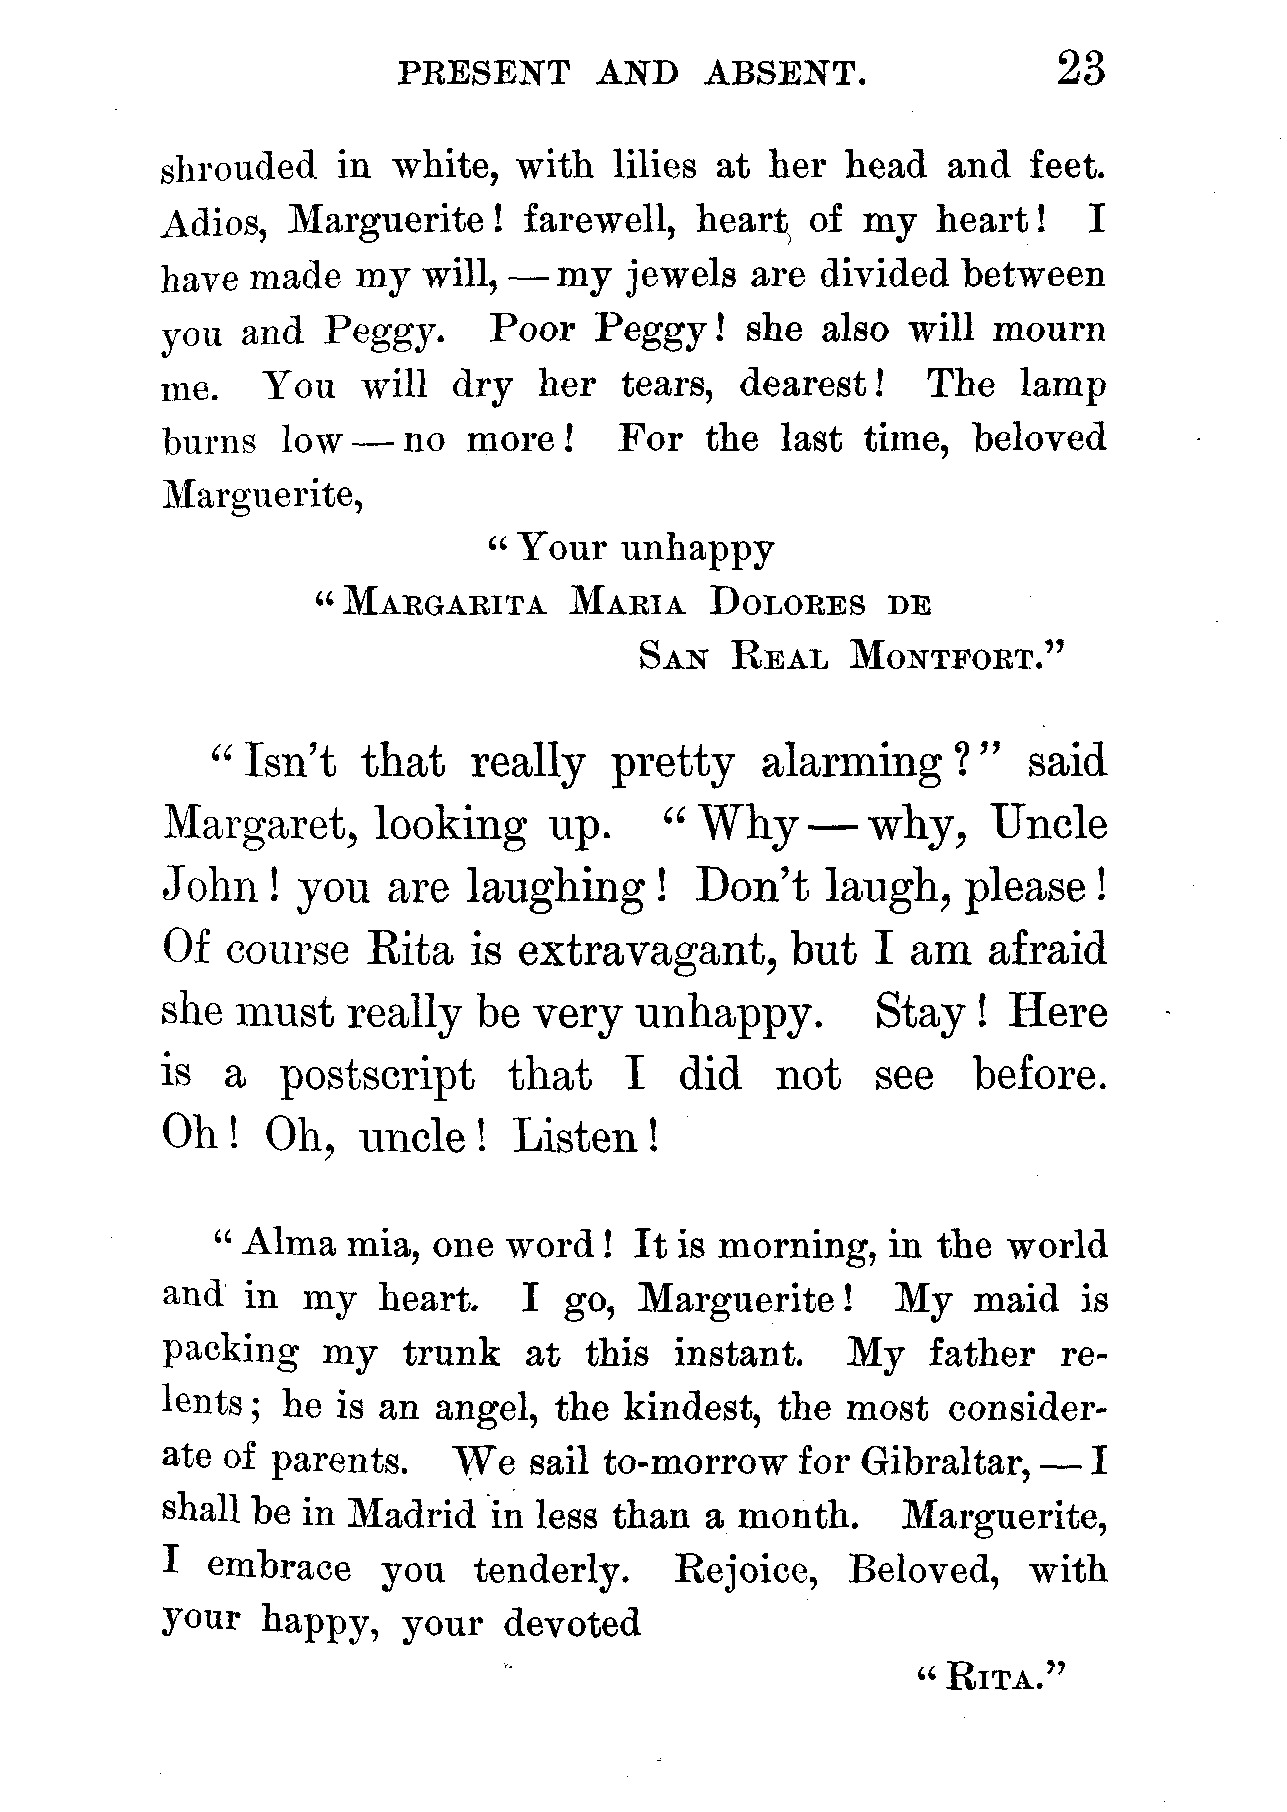 PRESENT AND ABSENT. 23
shrouded in white, with lilies at her head and feet.
Adios, Marguerite! farewell, heart, of my heart! I
have made my will, — my jewels are divided between
you and Peggy. Poor Peggy! she also will mourn
me. You will dry her tears, dearest! The lamp
burns low — no more! For the last time, beloved
Marguerite,
“Your unhappy
“MARGARITA MARIA DOLORES DE
SAN REAL MONTFORT.”
“Isn’t that really pretty alarming?” said
Margaret, looking up. “Why — why, Uncle
John! you are laughing! Don’t laugh, please!
Of course Rita is extravagant, but I am afraid
she must really be very unhappy. Stay! Here
is a postscript that I did not see before.
Oh! Oh, uncle! Listen!
“Alma mia, one word! It is morning, in the world
and in my heart. I go, Marguerite! My maid is
packing my trunk at this instant. My father re-
lents; he is an angel, the kindest, the most consider-
ate of parents. We sail to-morrow for Gibraltar, — I
shall be in Madrid in less than a month. Marguerite,
I embrace you tenderly. Rejoice, Beloved, with
your happy, your devoted
“RITA.”